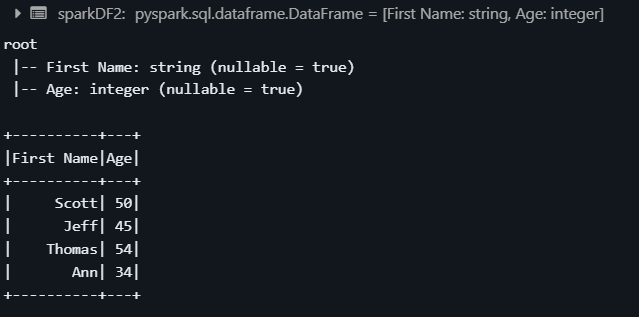 sparkDF2: pyspark.sql.dataframe.DataFrame = [First Name: string, Age: integer]
root
 |-- First Name: string (nullable = true)
 |-- Age: integer (nullable = true)
+----------+---+
|First Name|Age|
+----------+---+
|     Scott| 50|
|      Jeff| 45|
|    Thomas| 54|
|       Ann| 34|
+----------+---+